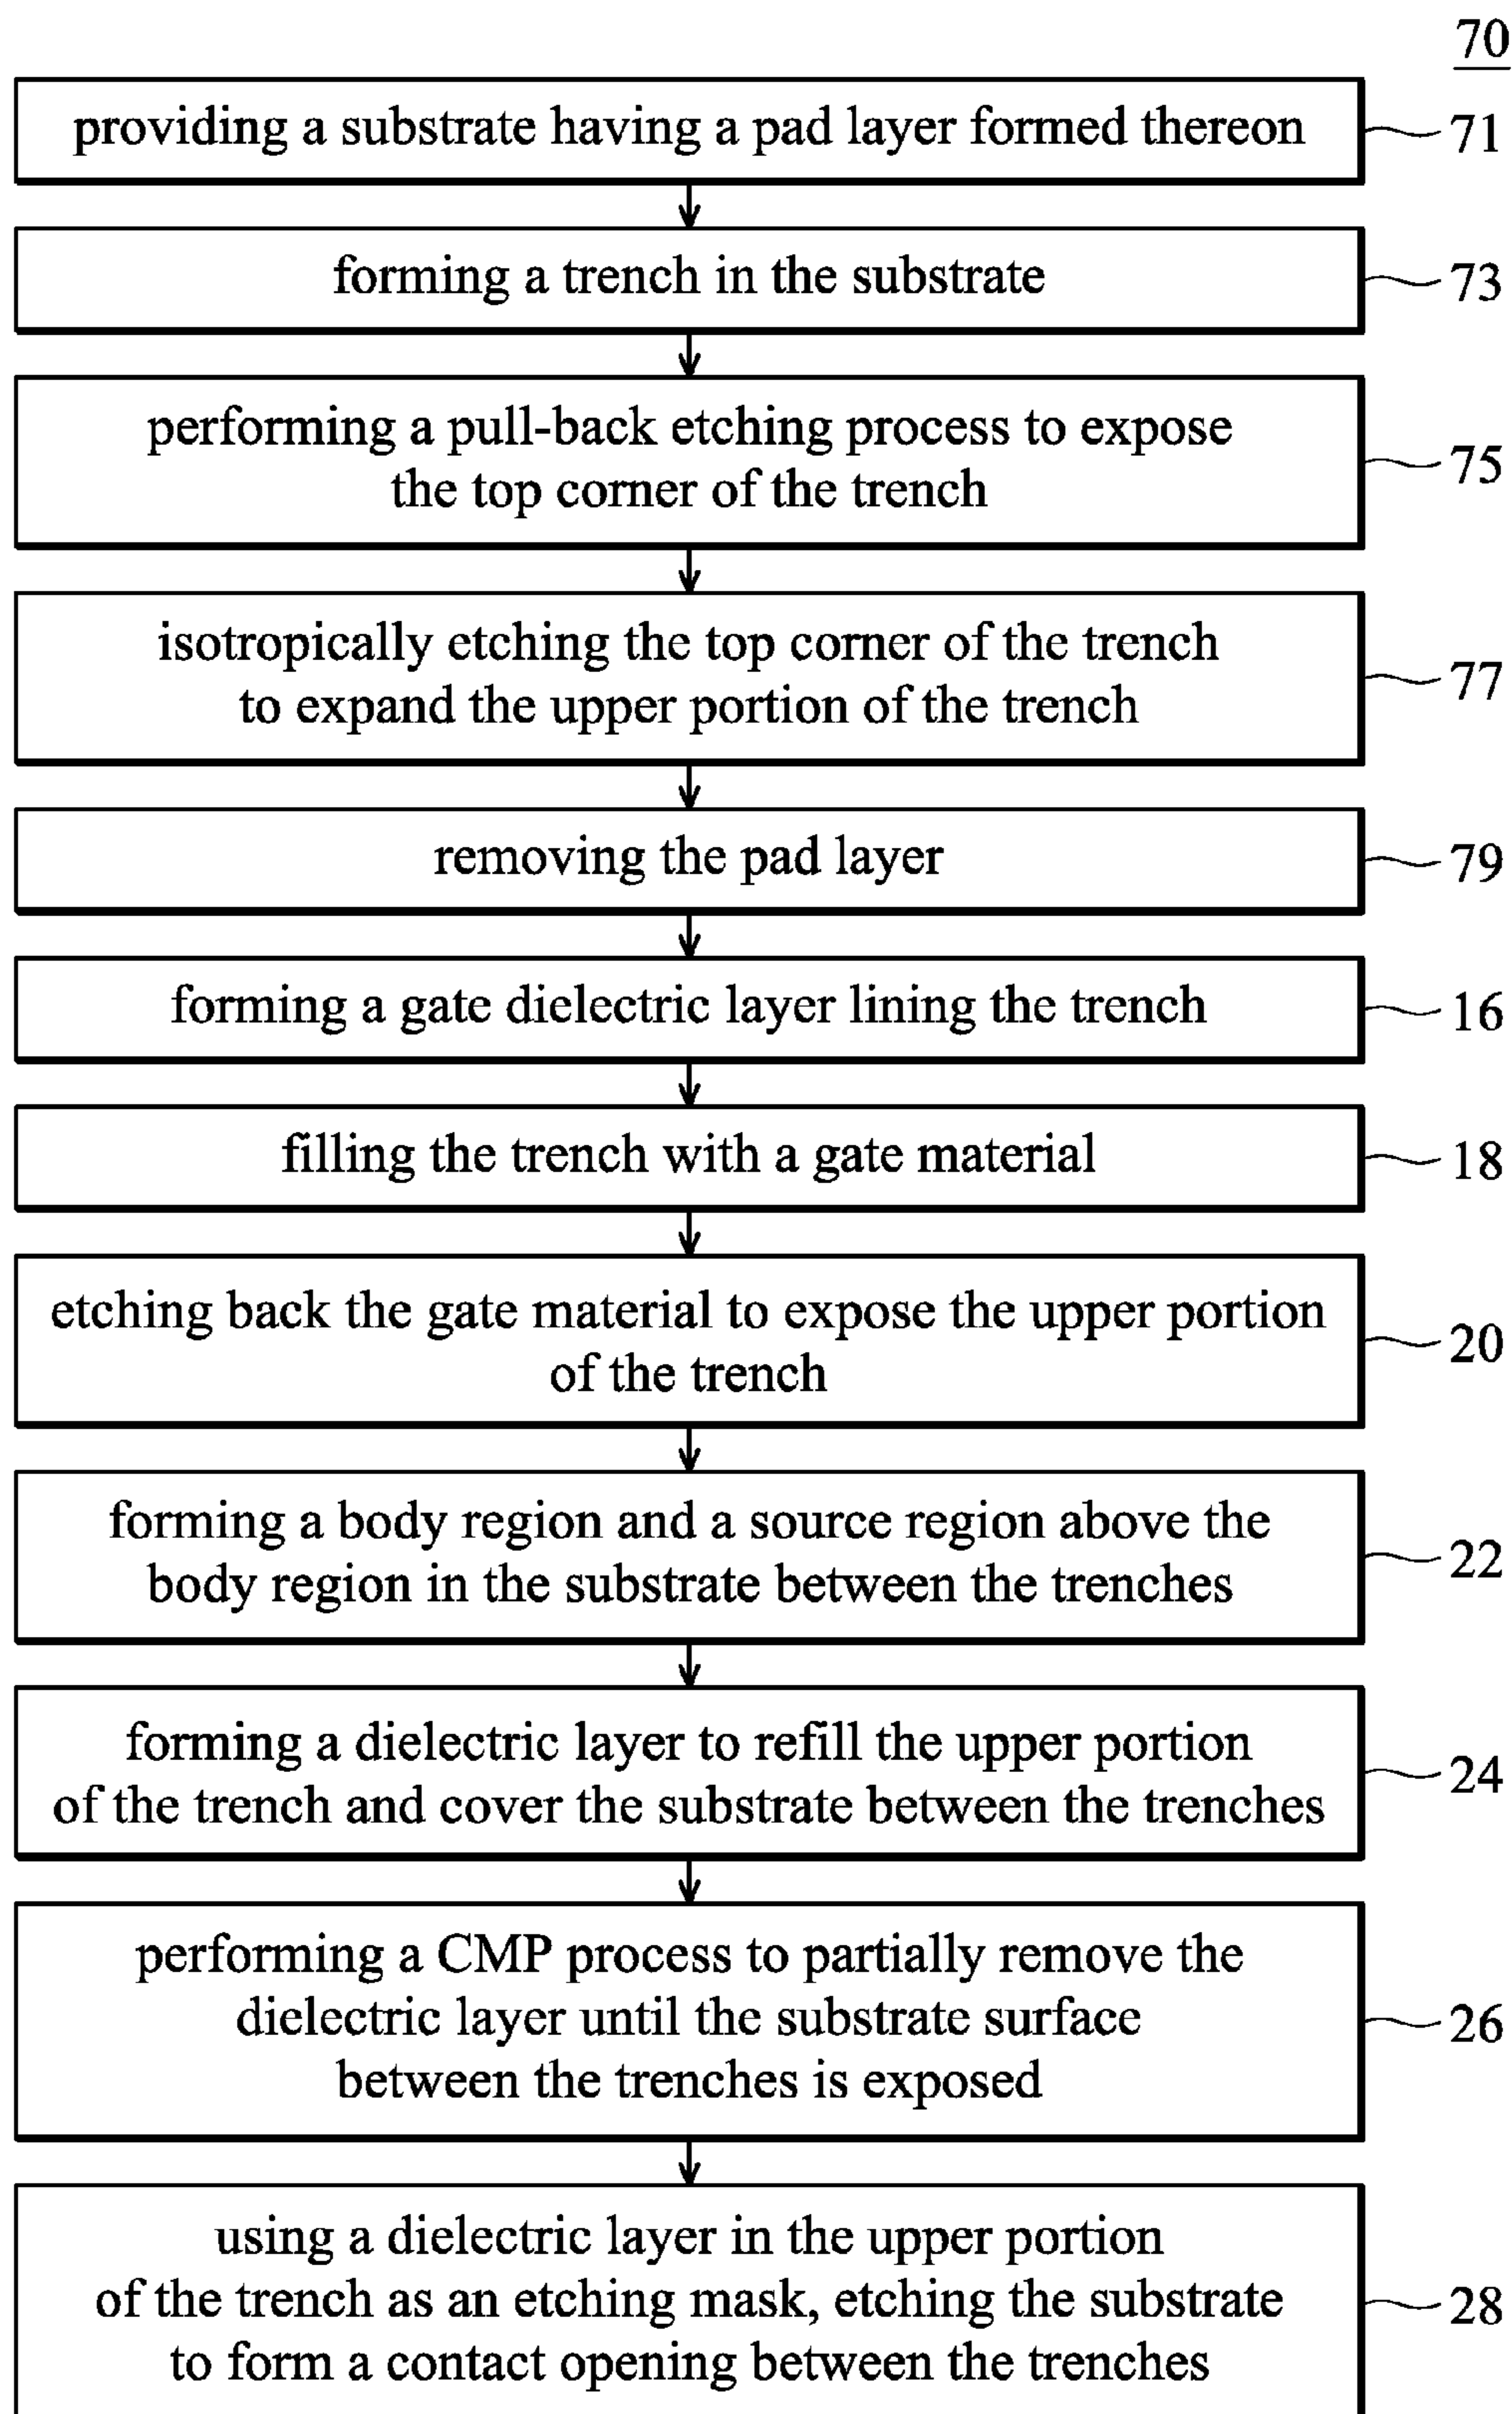 70
providing a substrate having a pad layer formed thereon
71
forming a trench in the substrate
73
performing a pull-back etching process to expose
the top corner of the trench
75
isotropically etching the top corner of the trench
to expand the upper portion of the trench
77
removing the pad layer
79
forming a gate dielectric layer lining the trench
16
filling the trench with a gate material
18
etching back the gate material to expose the upper portion
of the trench
20
forming a body region and a source region above the
body region in the substrate between the trenches
22
forming a dielectric layer to refill the upper portion
of the trench and cover the substrate between the trenches
24
performing a CMP process to partially remove the
dielectric layer until the substrate surface
between the trenches is exposed
26
using a dielectric layer in the upper portion
of the trench as an etching mask, etching the substrate
to form a contact opening between the trenches
28